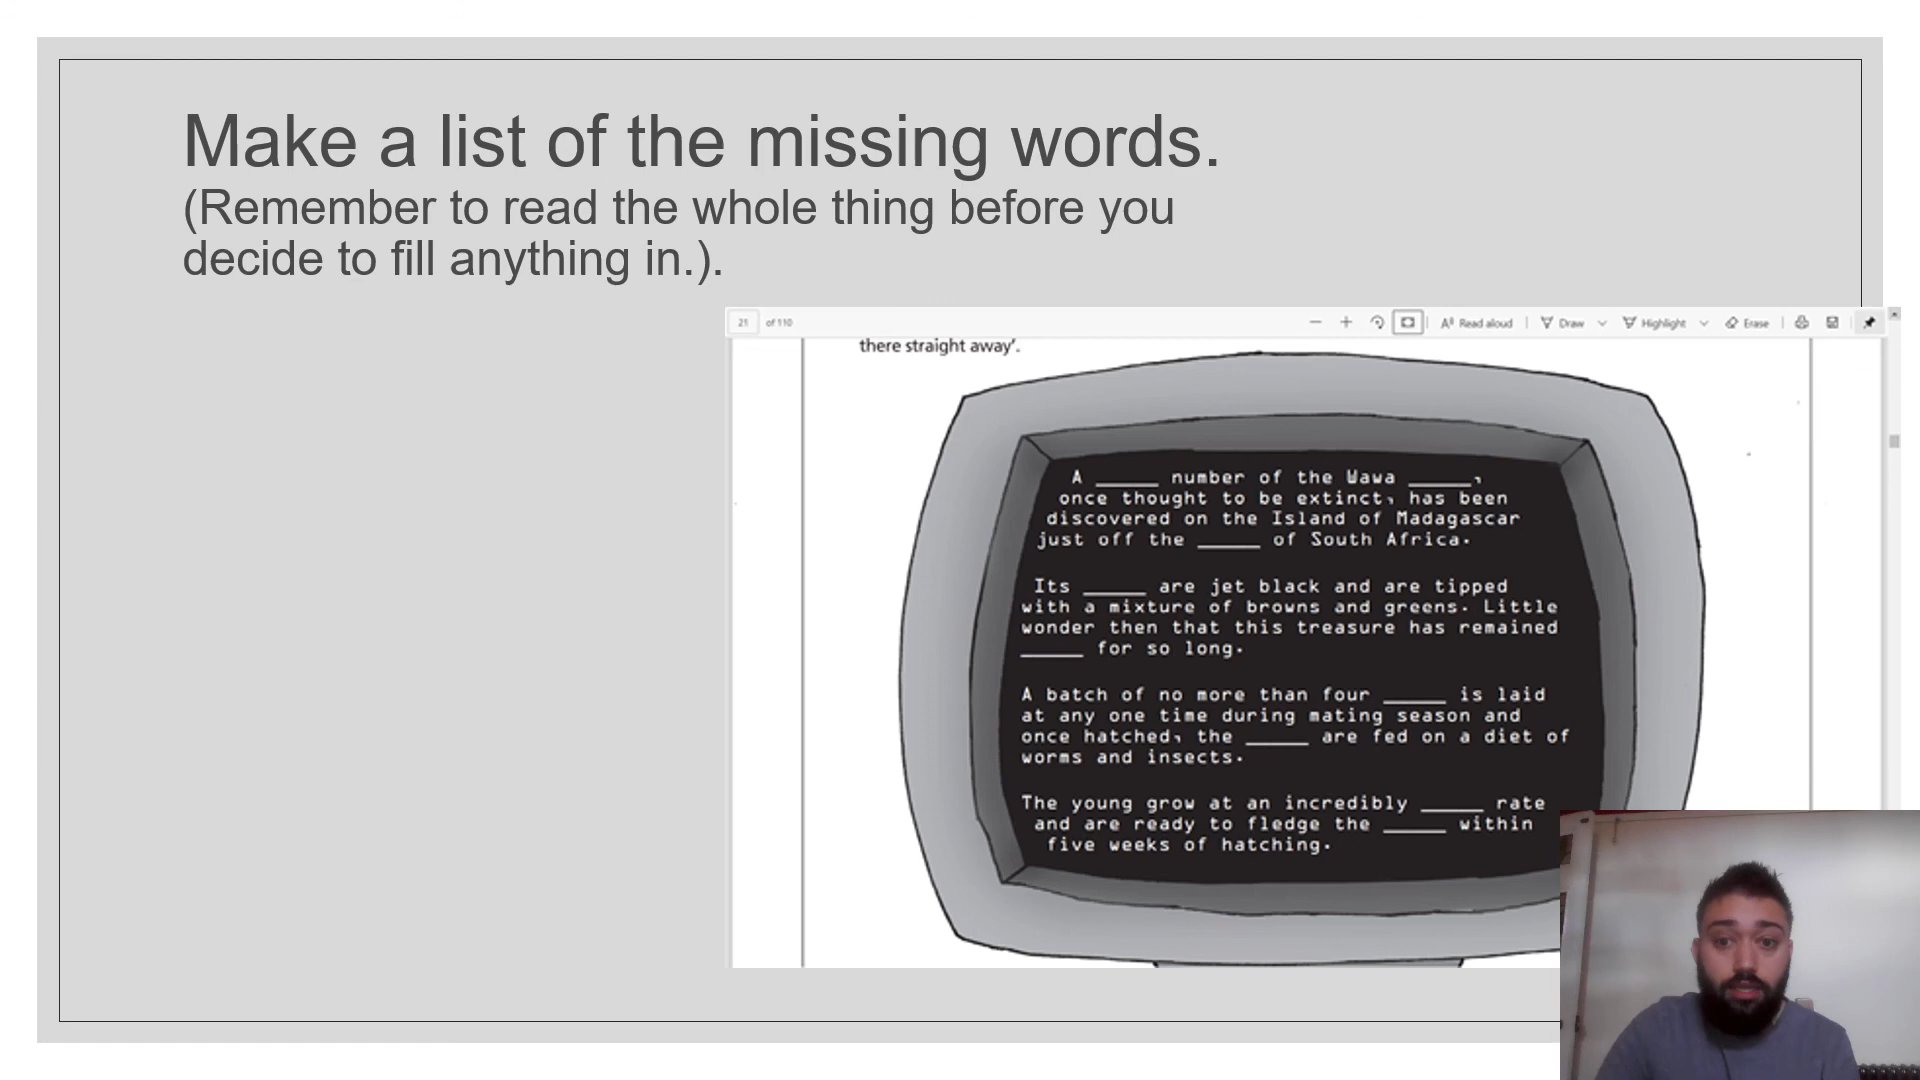 Make a list of the missing words.
(Remember to read the whole thing before you
decide to fill anything in.).
21 of 110 Read aloud Draw Highlight Erase
there straight away'.
A _____ number of the Wawa _____,
once thought to be extinct, has been
discovered on the Island of Madagascar
just off the _____ of South Africa.
Its _____ are jet black and are tipped
with a mixture of browns and greens. Little
wonder then that this treasure has remained
_____ for so long.
A batch of no more than four _____ is laid
at any one time during mating season and
once hatched, the _____ are fed on a diet of
worms and insects.
The young grow at an incredibly _____ rate
and are ready to fledge the _____ within
five weeks of hatching.